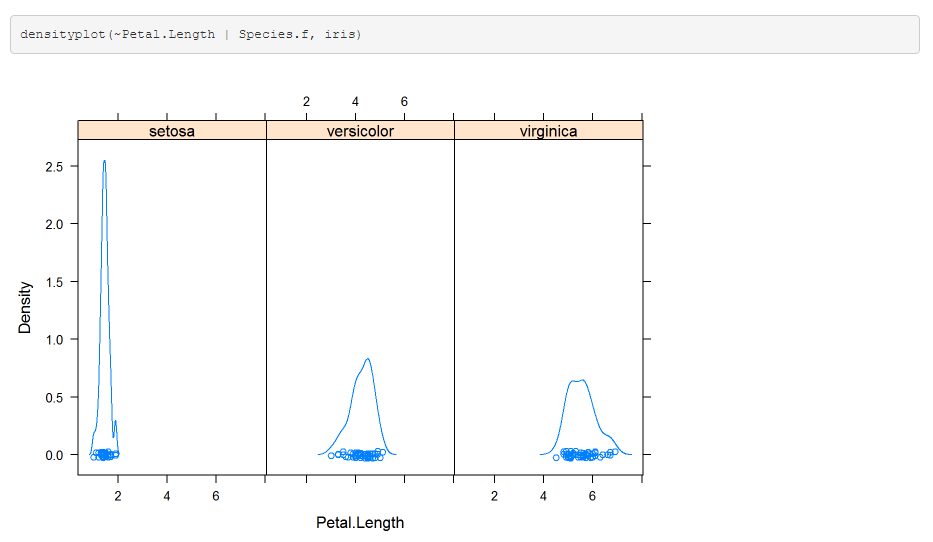 densityplot(~Petal.Length | Species.f, iris)
2 4 6
setosa versicolor virginica
2.5
2.0
1.5
1.0
0.5
0.0
Density
2 4 6 2 4 6
Petal.Length